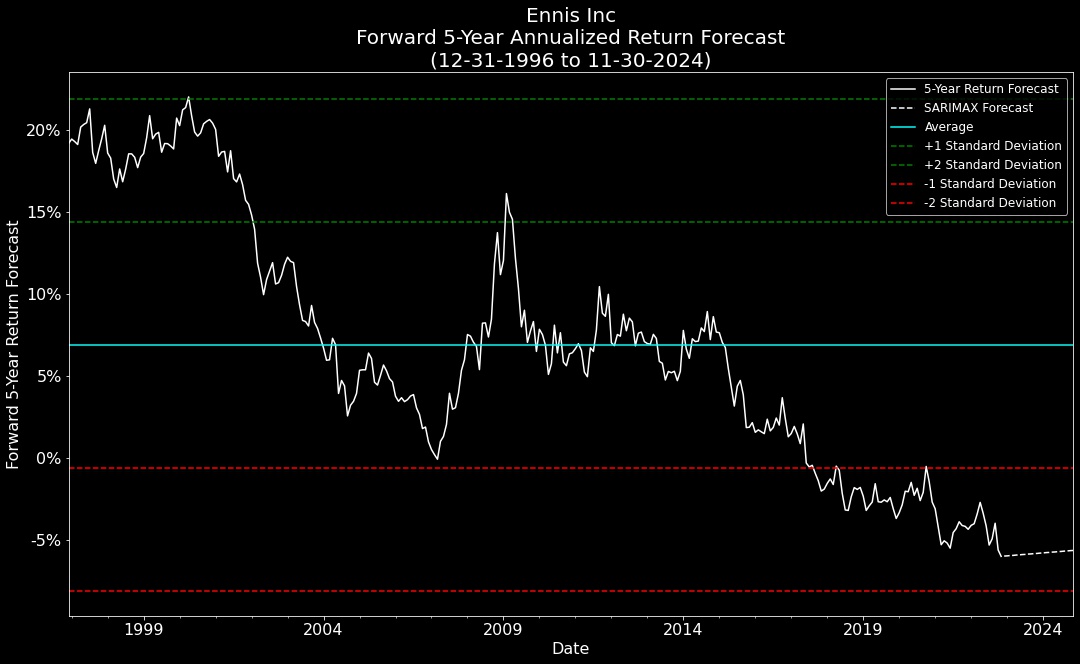 Ennis Inc
Forward 5-Year Annualized Return Forecast
(12-31-1996 to 11-30-2024)
5-Year Return Forecast
SARIMAX Forecast
Average
+1 Standard Deviation
+2 Standard Deviation
-1 Standard Deviation
-2 Standard Deviation
Forward 5-Year Return Forecast
20%
15%
10%
5%
0%
-5%
1999
2004
2009
2014
2019
2024
Date